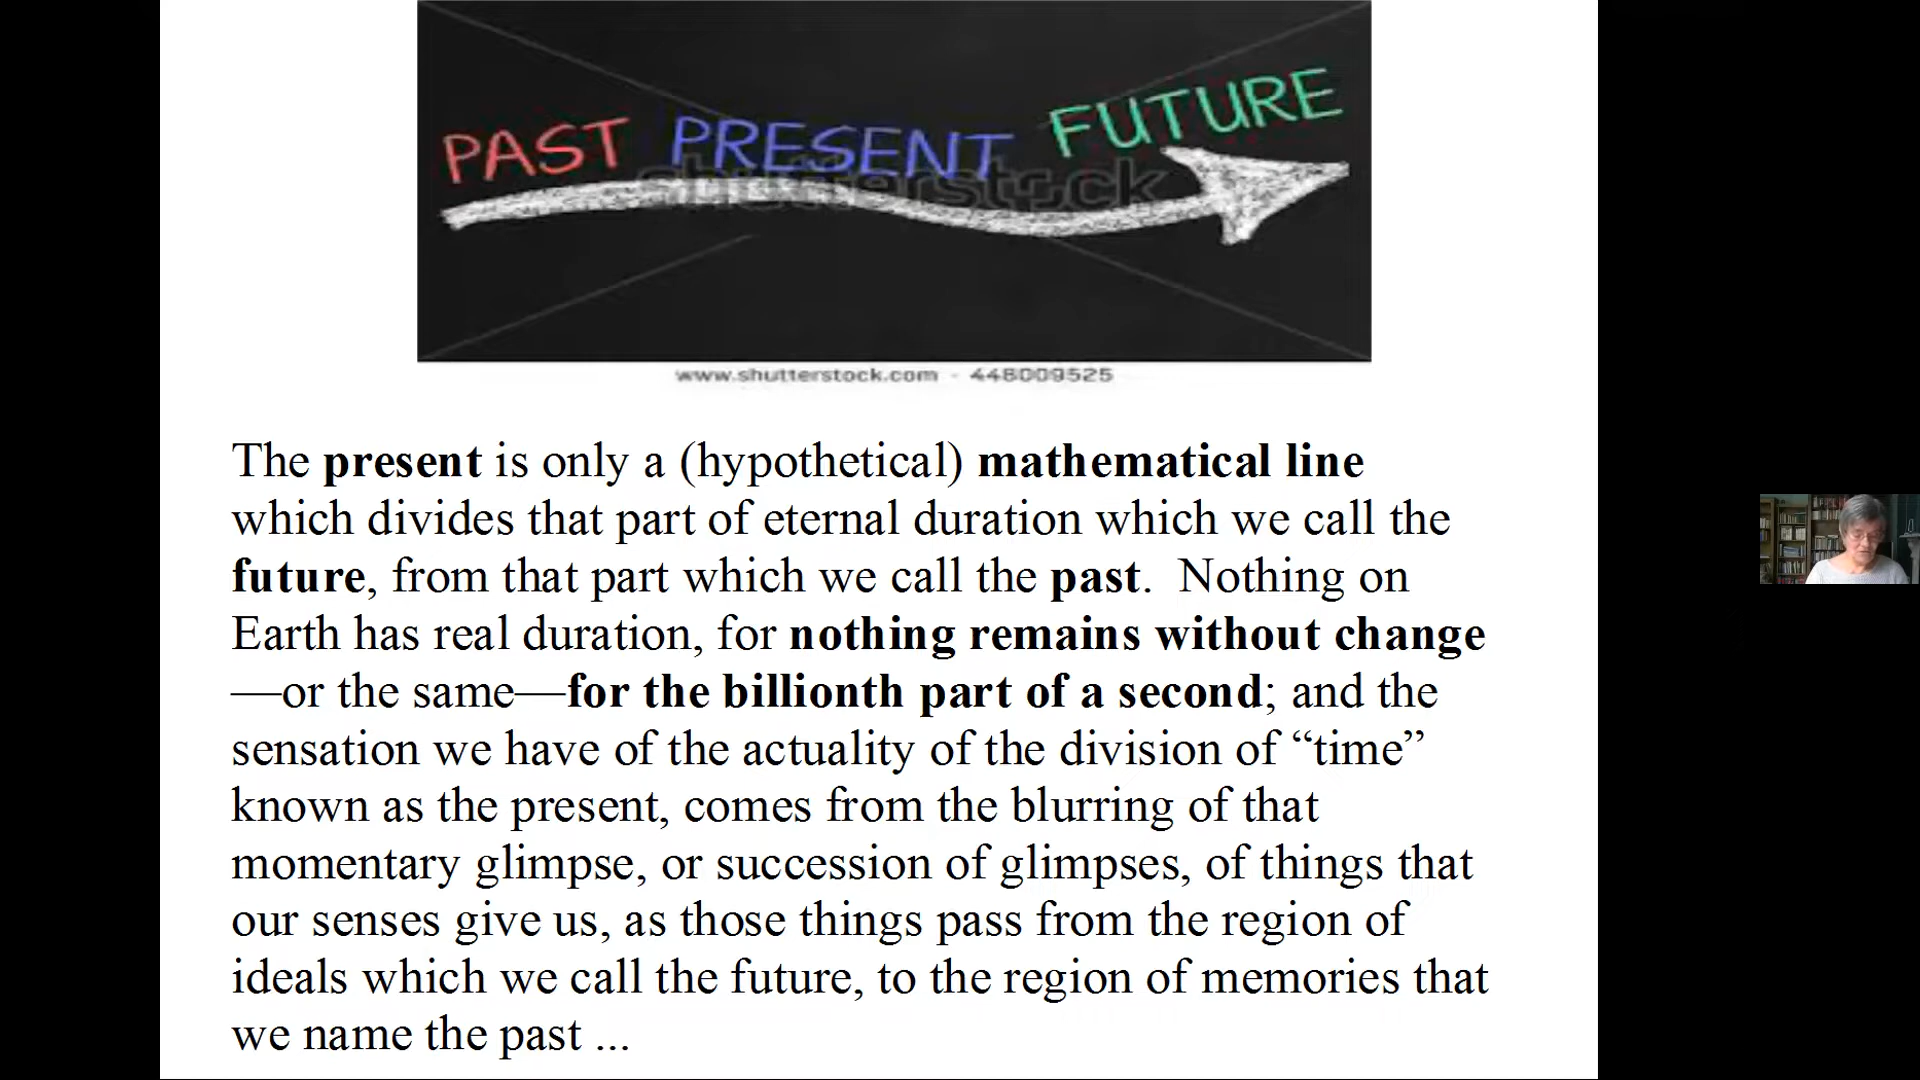 PAST PRESENT FUTURE
shutterstock
www.shutterstock.com · 448009525
The present is only a (hypothetical) mathematical line
which divides that part of eternal duration which we call the
future, from that part which we call the past.  Nothing on
Earth has real duration, for nothing remains without change
—or the same—for the billionth part of a second; and the
sensation we have of the actuality of the division of “time”
known as the present, comes from the blurring of that
momentary glimpse, or succession of glimpses, of things that
our senses give us, as those things pass from the region of
ideals which we call the future, to the region of memories that
we name the past ...